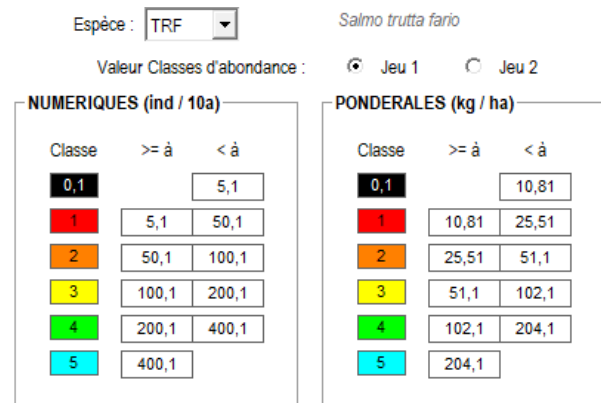 Espèce : TRF Salmo trutta fario
Valeur Classes d'abondance : Jeu 1 Jeu 2
NUMERIQUES (ind / 10a)
Classe >= à < à
0,1 5,1
1 5,1 50,1
2 50,1 100,1
3 100,1 200,1
4 200,1 400,1
5 400,1
PONDERALES (kg / ha)
Classe >= à < à
0,1 10,81
1 10,81 25,51
2 25,51 51,1
3 51,1 102,1
4 102,1 204,1
5 204,1